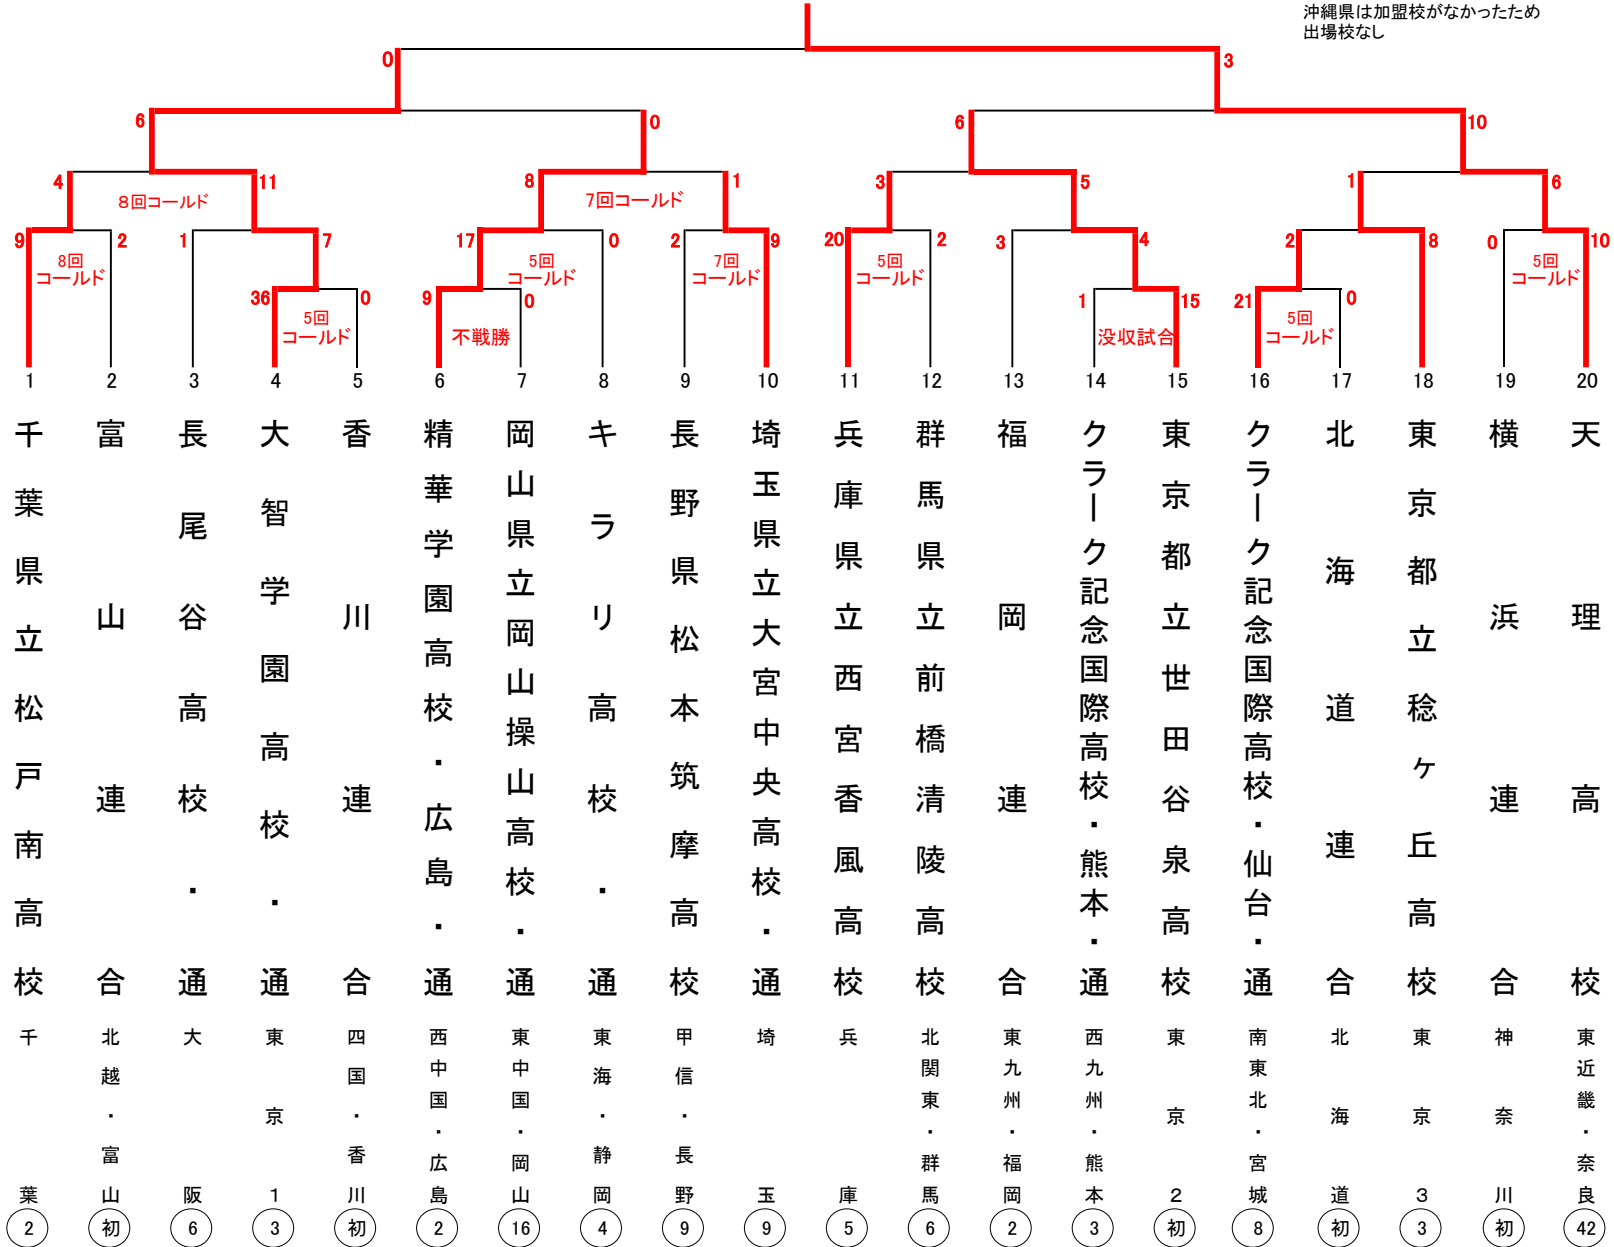 沖縄県は加盟校がなかったため
出場校なし
0 3
6 0 6 10
4 11 8 1 3 5 1 6
8回コールド 7回コールド
9 2 1 7 17 0 2 9 20 2 3 4 2 8 0 10
8回
コールド
5回
コールド
7回
コールド
5回
コールド
5回
コールド
36 0 9 0 1 15 21 0
5回
コールド
不戦勝
没収試合
5回
コールド
1 2 3 4 5 6 7 8 9 10 11 12 13 14 15 16 17 18 19 20
千葉県立松戸南高校
富山連合
長尾谷高校・通
大智学園高校・通
香川連合
精華学園高校・広島・通
岡山県立岡山操山高校・通
キラリ高校・通
長野県松本筑摩高校
埼玉県立大宮中央高校・通
兵庫県立西宮香風高校
群馬県立前橋清陵高校
福岡連合
クラーク記念国際高校・熊本・通
東京都立世田谷泉高校
クラーク記念国際高校・仙台・通
北海道連合
東京都立稔ヶ丘高校
横浜連合
天理高校
千葉
北越・富山
大阪
東京1
四国・香川
西中国・広島
東中国・岡山
東海・静岡
甲信・長野
埼玉
兵庫
北関東・群馬
東九州・福岡
西九州・熊本
東京2
南東北・宮城
北海道
東京3
神奈川
東近畿・奈良
2 初 6 3 初 2 16 4 9 9 5 6 2 3 初 8 初 3 初 42